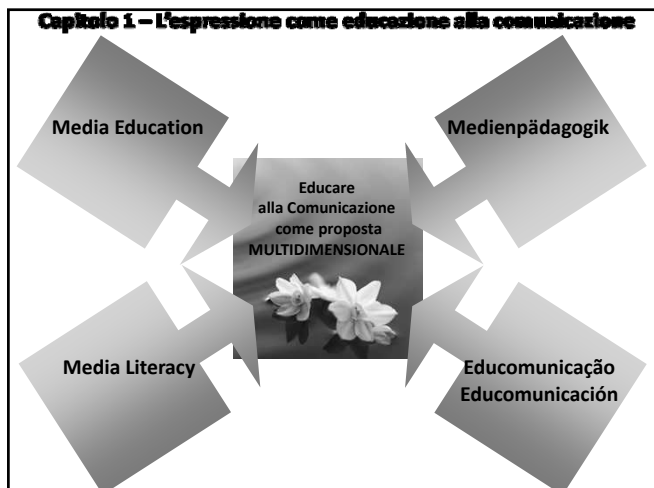 Capitolo 1 – L'espressione come educazione alla comunicazione
Media Education
Medienpädagogik
Educare
alla Comunicazione
come proposta
MULTIDIMENSIONALE
Media Literacy
Educomunicação
Educomunicación